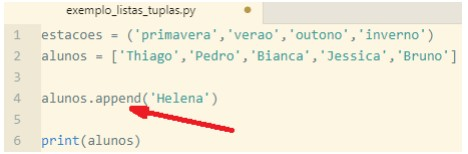 exemplo_listas_tuplas.py
1 estacoes = ('primavera','verao','outono','inverno')
2 alunos = ['Thiago','Pedro','Bianca','Jessica','Bruno']
3
4 alunos.append('Helena')
5
6 print(alunos)